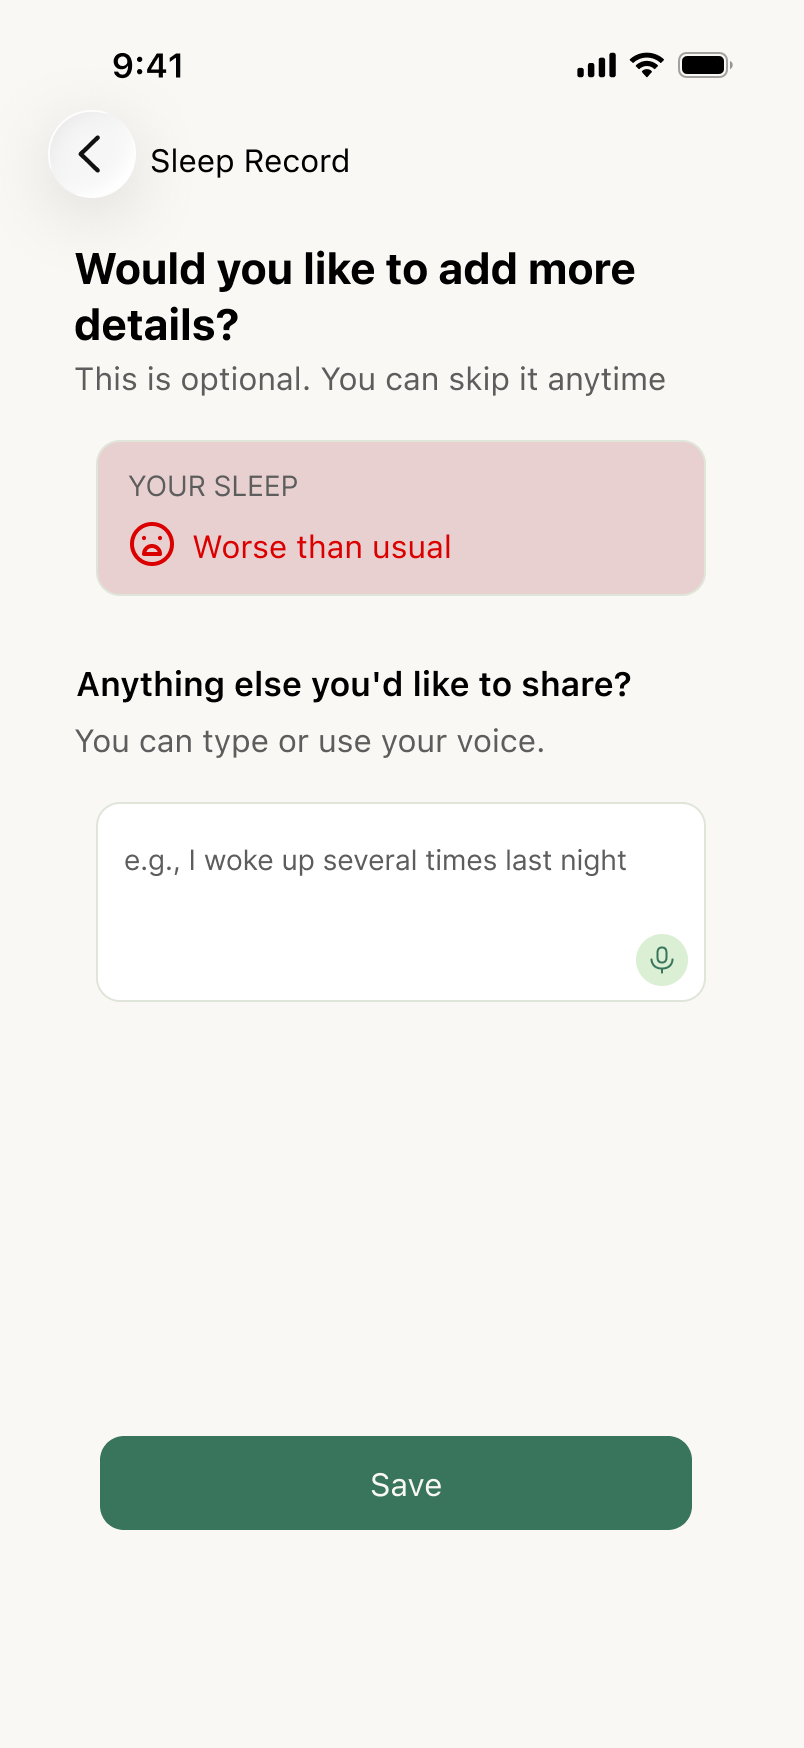 9:41
Sleep Record
Would you like to add more
details?
This is optional. You can skip it anytime
YOUR SLEEP
Worse than usual
Anything else you'd like to share?
You can type or use your voice.
e.g., I woke up several times last night
Save